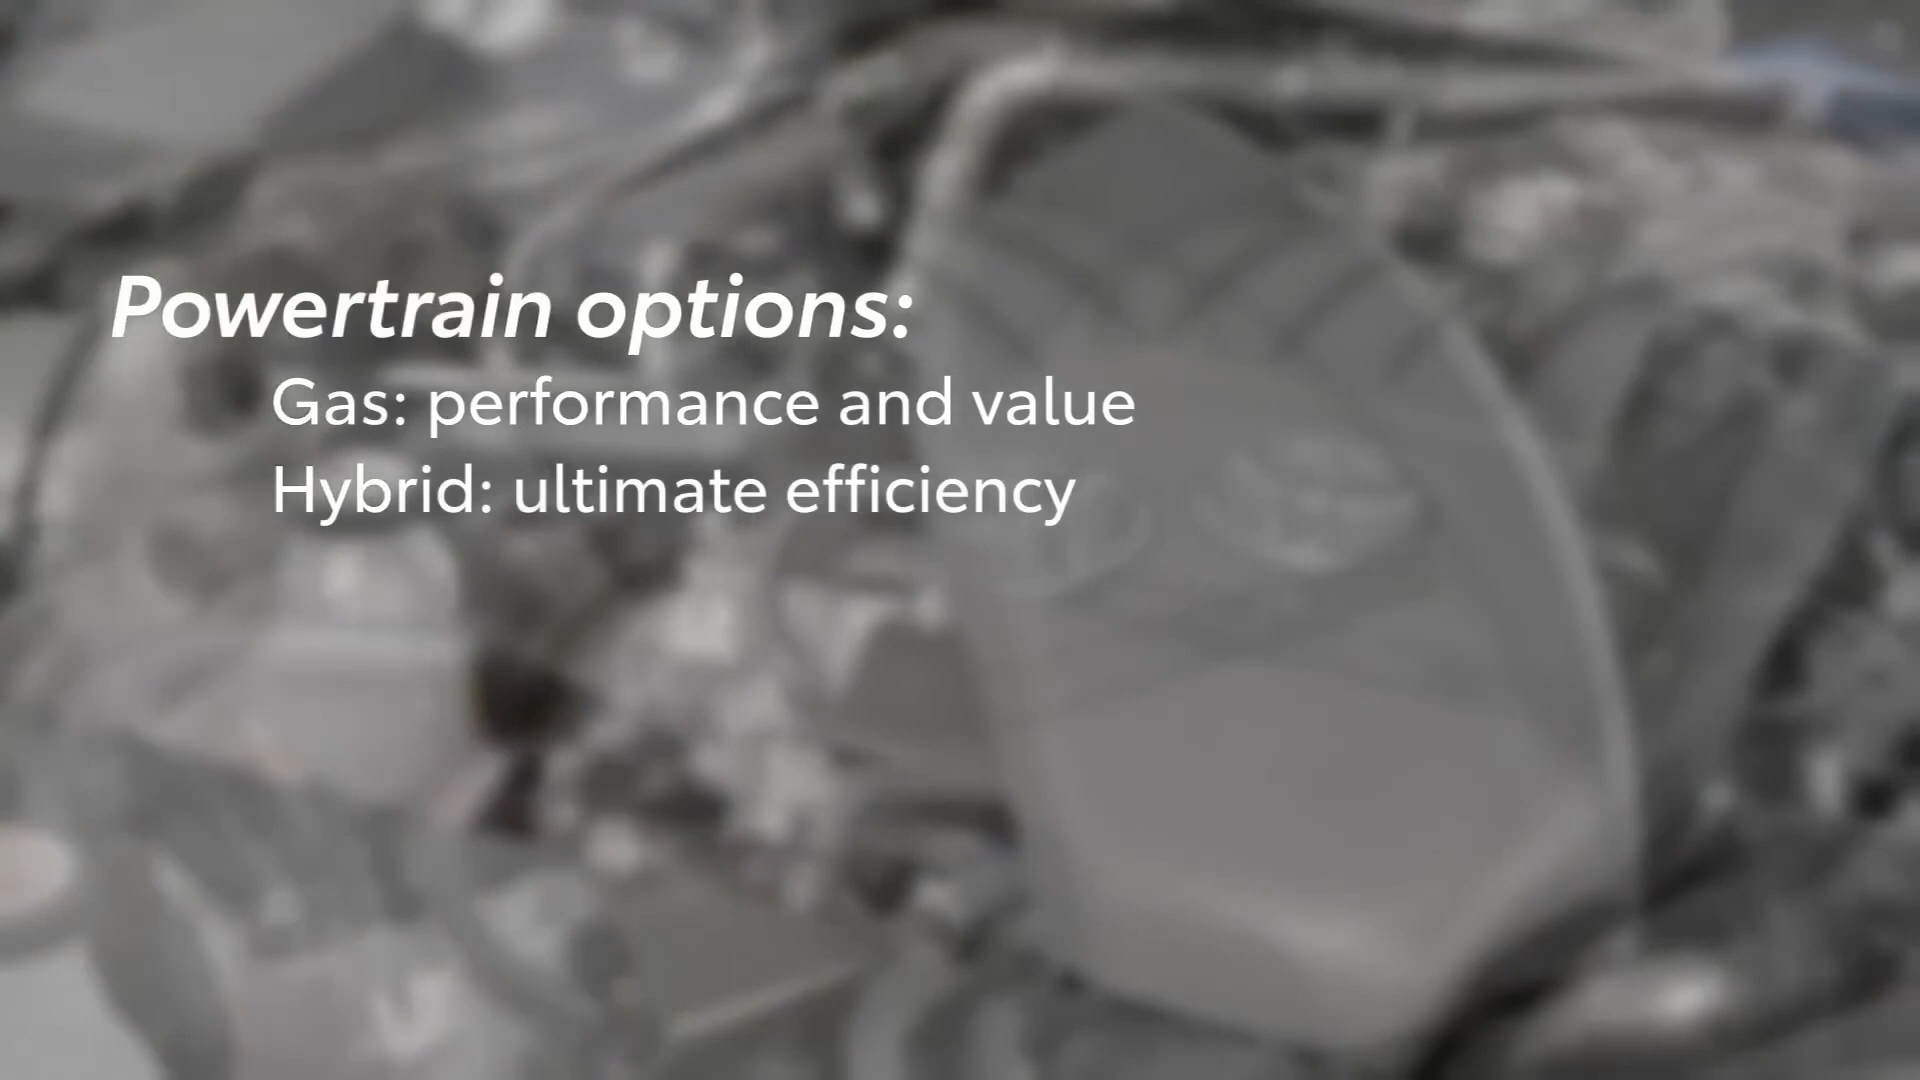 Powertrain options:
Gas: performance and value
Hybrid: ultimate efficiency